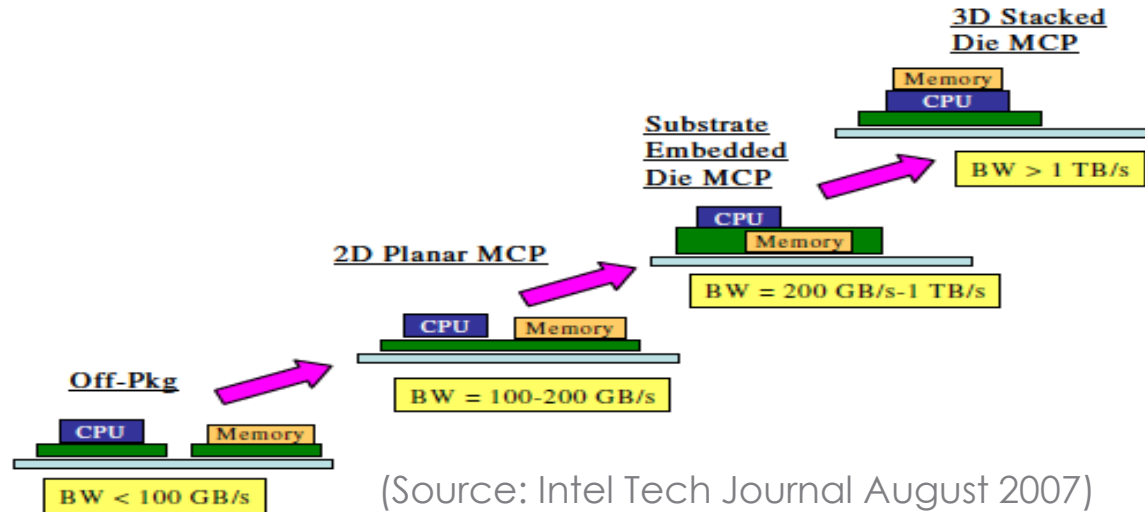 3D Stacked
Die MCP
Memory
CPU
BW > 1 TB/s
Substrate
Embedded
Die MCP
CPU
Memory
BW = 200 GB/s-1 TB/s
2D Planar MCP
CPU
Memory
BW = 100-200 GB/s
Off-Pkg
CPU
Memory
BW < 100 GB/s
(Source: Intel Tech Journal August 2007)